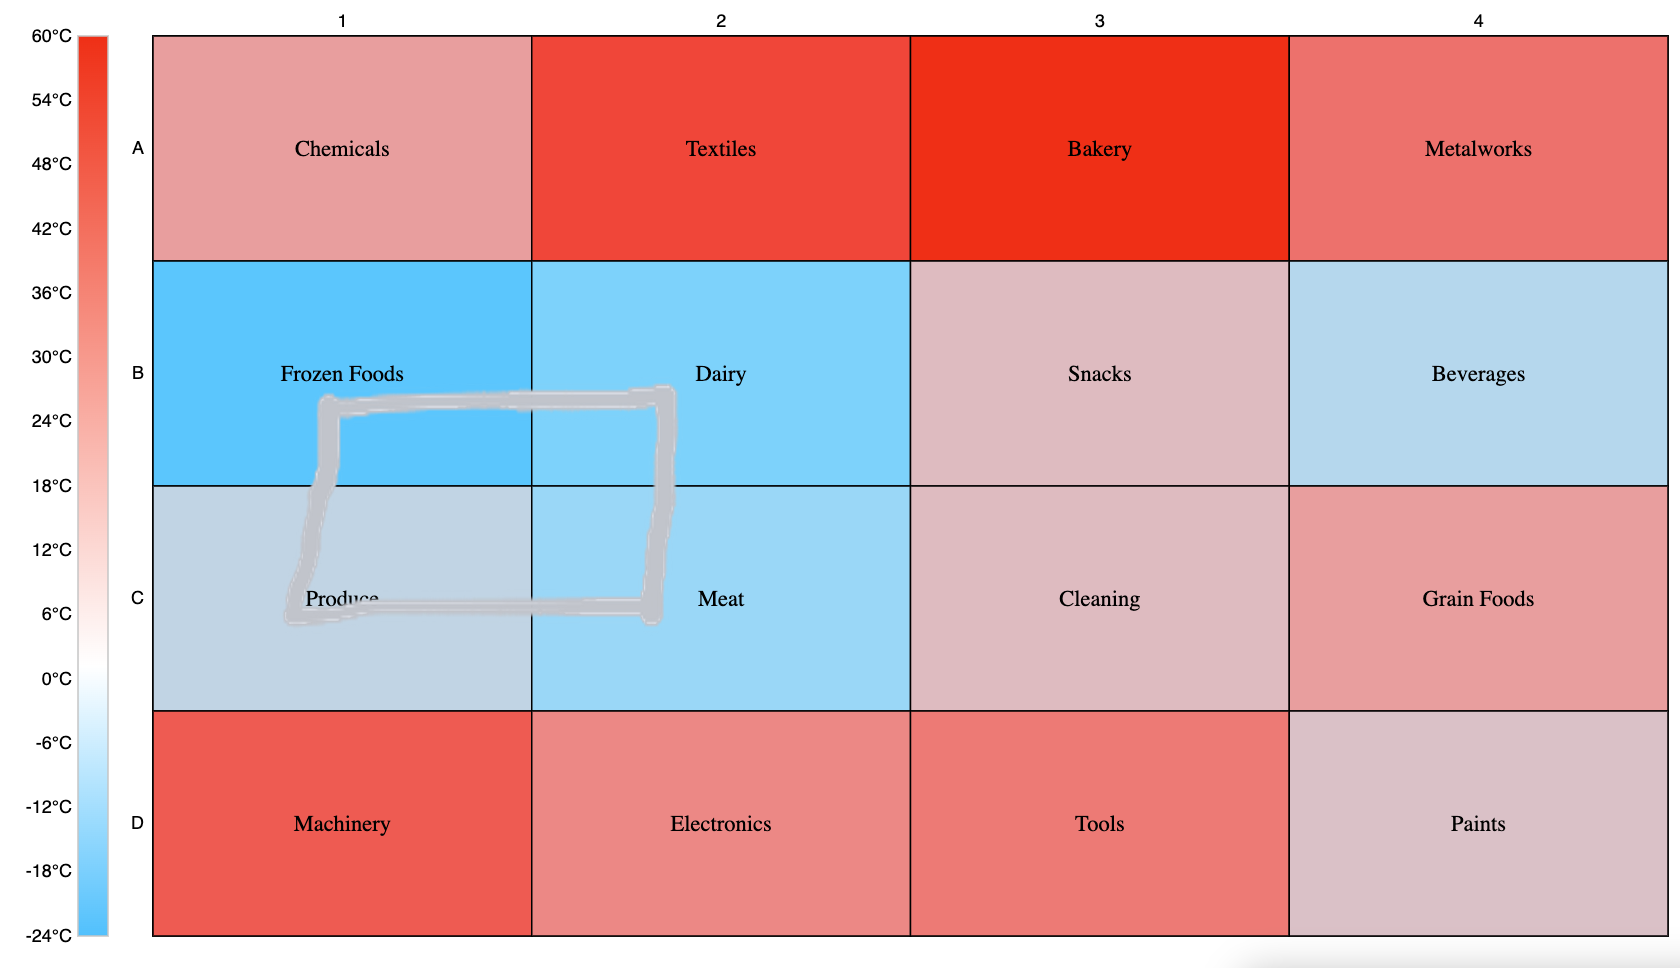 1 2 3 4
60°C
54°C
48°C
42°C
36°C
30°C
24°C
18°C
12°C
6°C
0°C
-6°C
-12°C
-18°C
-24°C
A Chemicals Textiles Bakery Metalworks
B Frozen Foods Dairy Snacks Beverages
C Produce Meat Cleaning Grain Foods
D Machinery Electronics Tools Paints